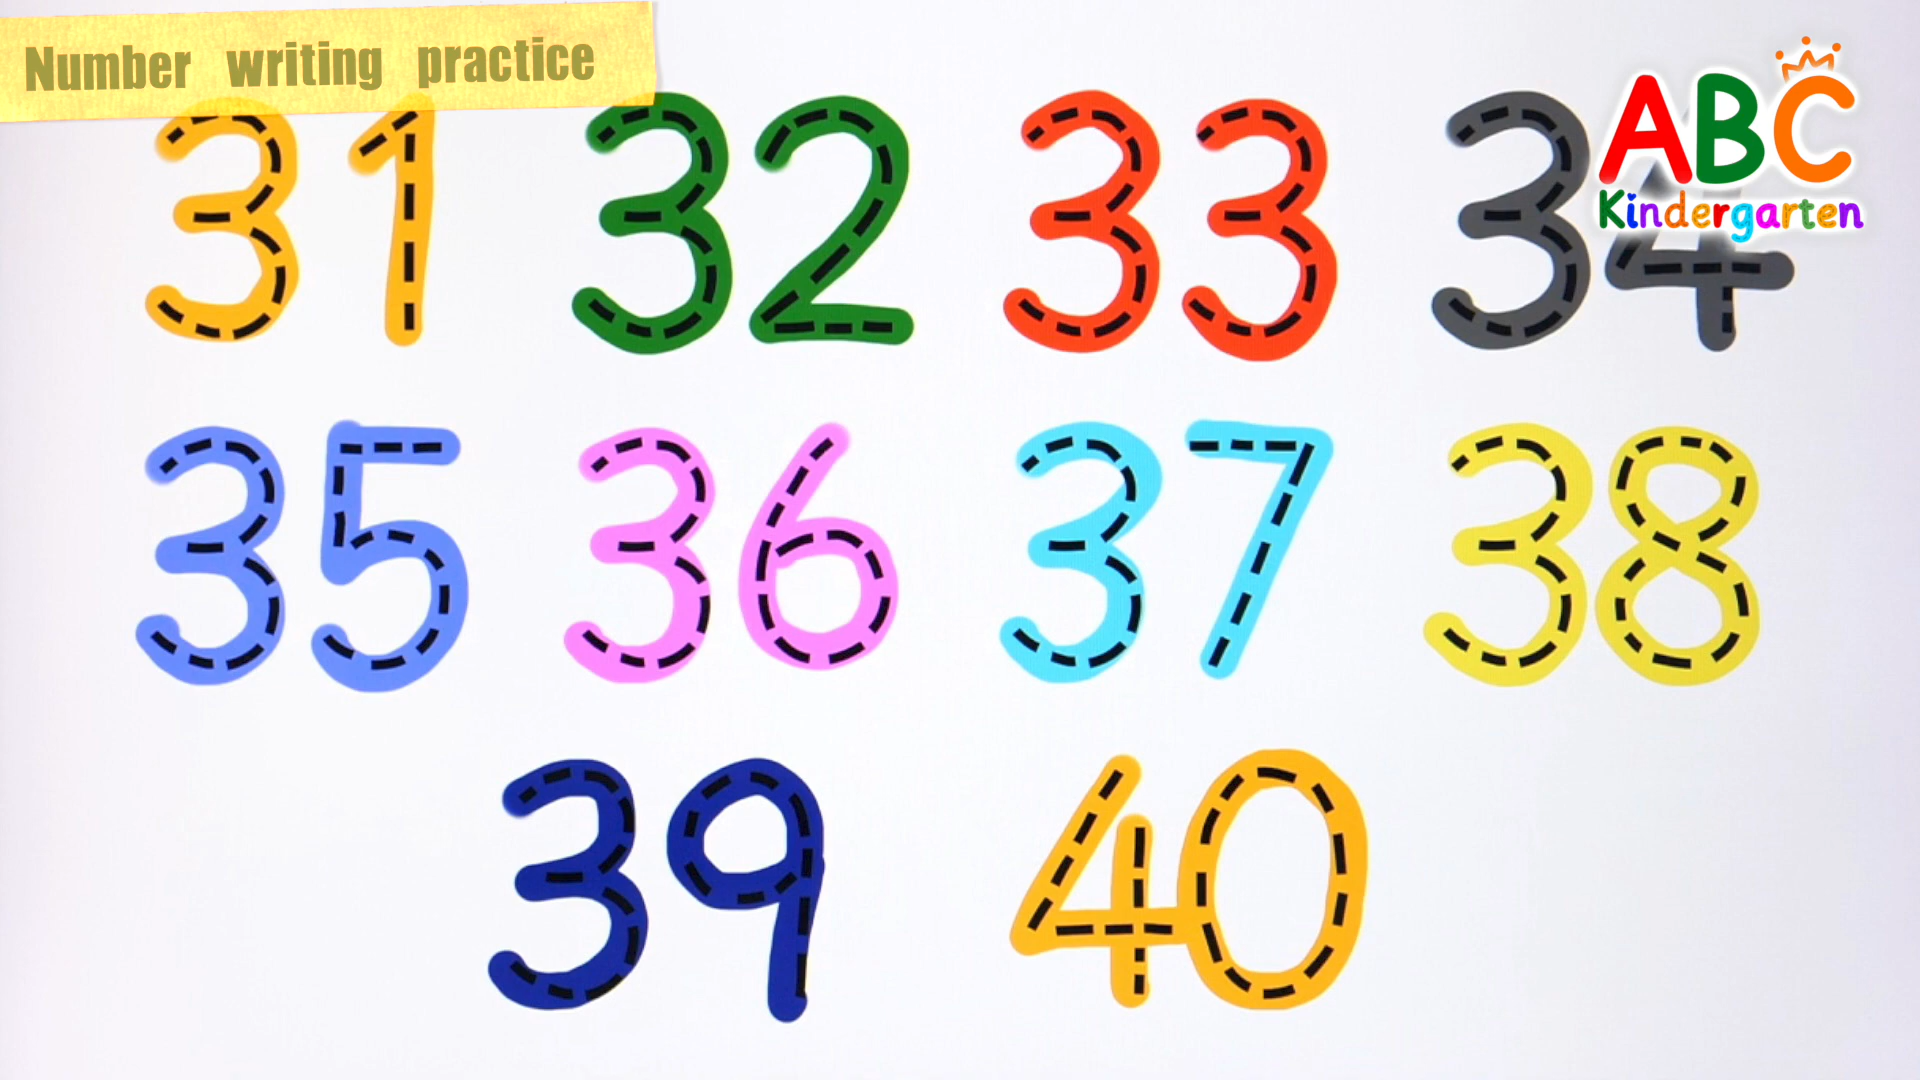 Number writing practice
ABC
Kindergarten
31 32 33 34
35 36 37 38
39 40